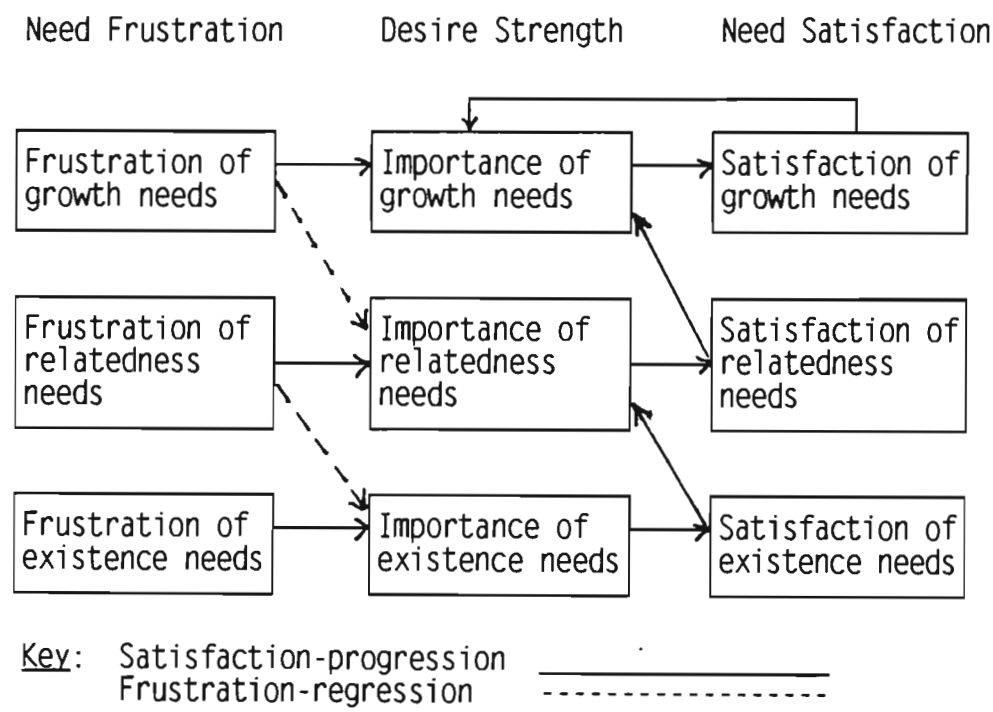 Need Frustration
Desire Strength
Need Satisfaction
Frustration of
growth needs
Importance of
growth needs
Satisfaction of
growth needs
Frustration of
relatedness
needs
Importance of
relatedness
needs
Satisfaction of
relatedness
needs
Frustration of
existence needs
Importance of
existence needs
Satisfaction of
existence needs
Key: Satisfaction-progression
Frustration-regression